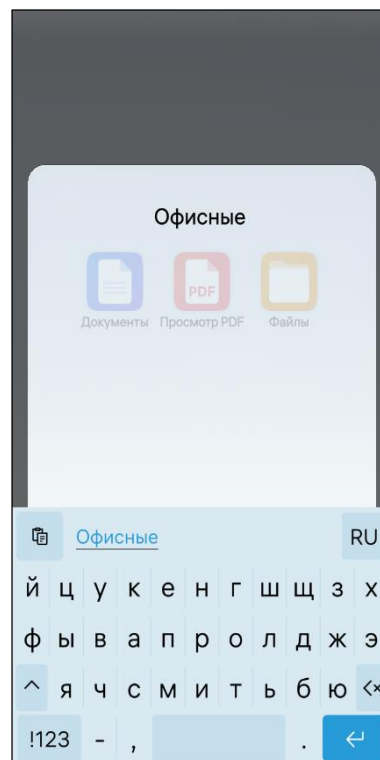 Офисные
PDF
Документы Просмотр PDF Файлы
Офисные RU
й ц у к е н г ш щ з х
ф ы в а п р о л д ж э
я ч с м и т ь б ю
!123 - , .